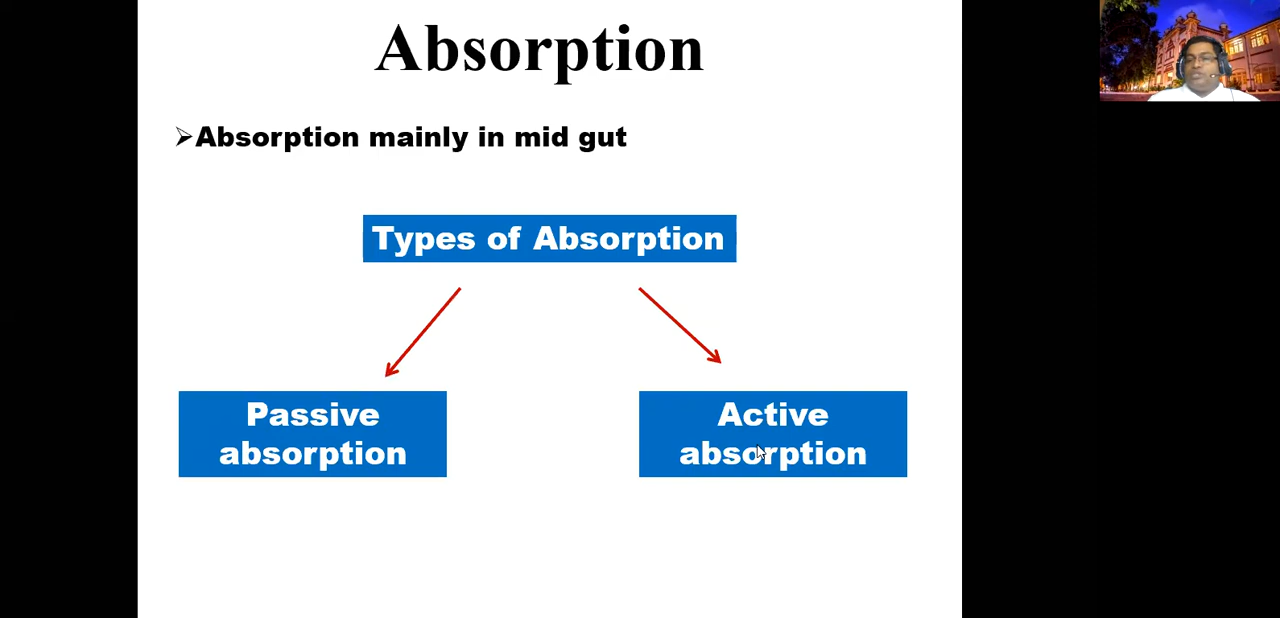 Absorption
➢Absorption mainly in mid gut
Types of Absorption
Passive
absorption
Active
absorption